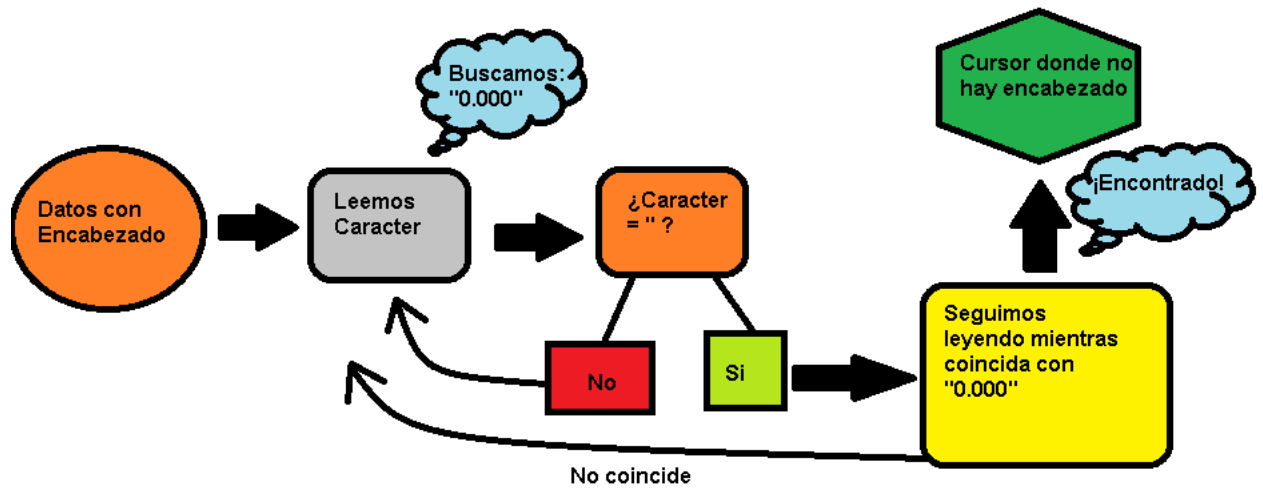 Datos con
Encabezado
Leemos
Caracter
Buscamos:
"0.000"
¿Caracter
= " ?
No
Si
Seguimos
leyendo mientras
coincida con
"0.000"
No coincide
¡Encontrado!
Cursor donde no
hay encabezado